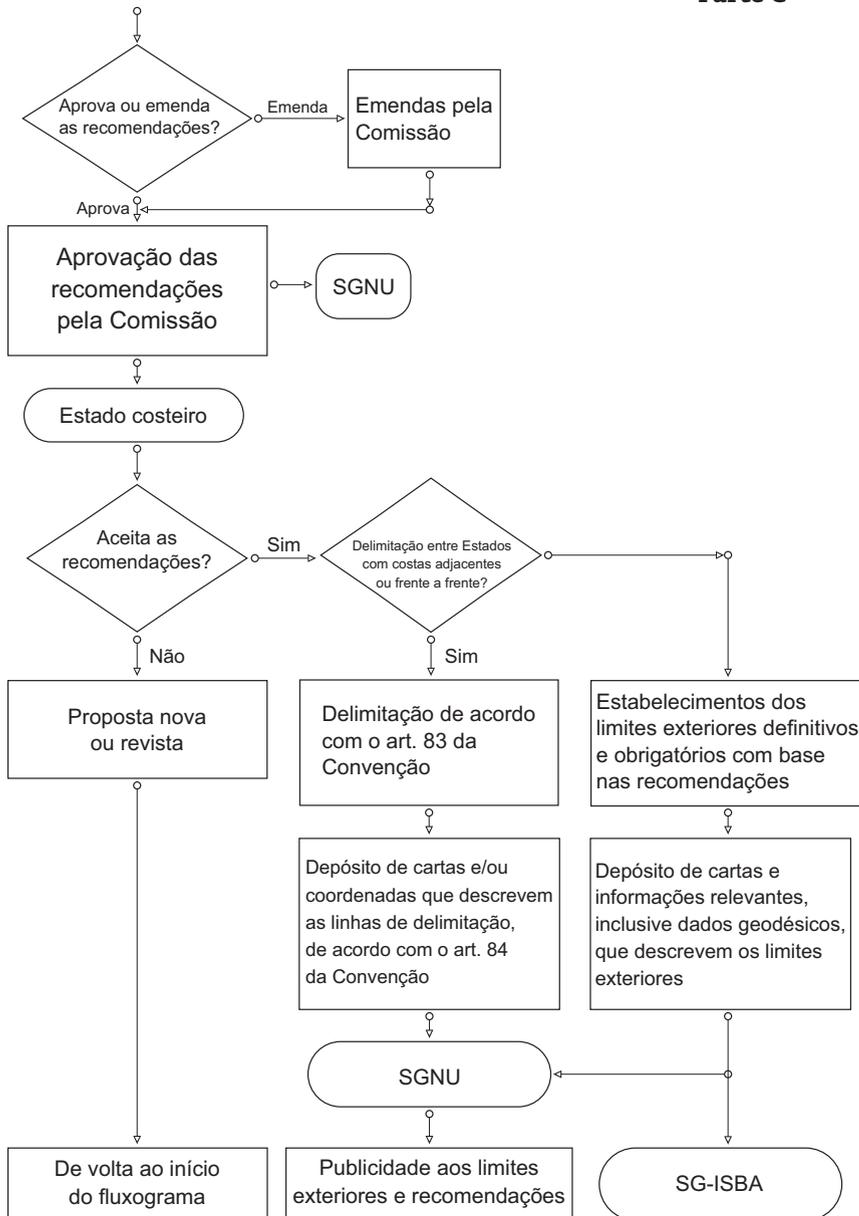 Parte 3
Aprova ou emenda
as recomendações?
Emenda
Emendas pela
Comissão
Aprova
Aprovação das
recomendações
pela Comissão
SGNU
Estado costeiro
Aceita as
recomendações?
Sim
Delimitação entre Estados
com costas adjacentes
ou frente a frente?
Não
Sim
Proposta nova
ou revista
Delimitação de acordo
com o art. 83 da
Convenção
Estabelecimentos dos
limites exteriores definitivos
e obrigatórios com base
nas recomendações
Depósito de cartas e/ou
coordenadas que descrevem
as linhas de delimitação,
de acordo com o art. 84
da Convenção
Depósito de cartas e
informações relevantes,
inclusive dados geodésicos,
que descrevem os limites
exteriores
SGNU
De volta ao início
do fluxograma
Publicidade aos limites
exteriores e recomendações
SG-ISBA